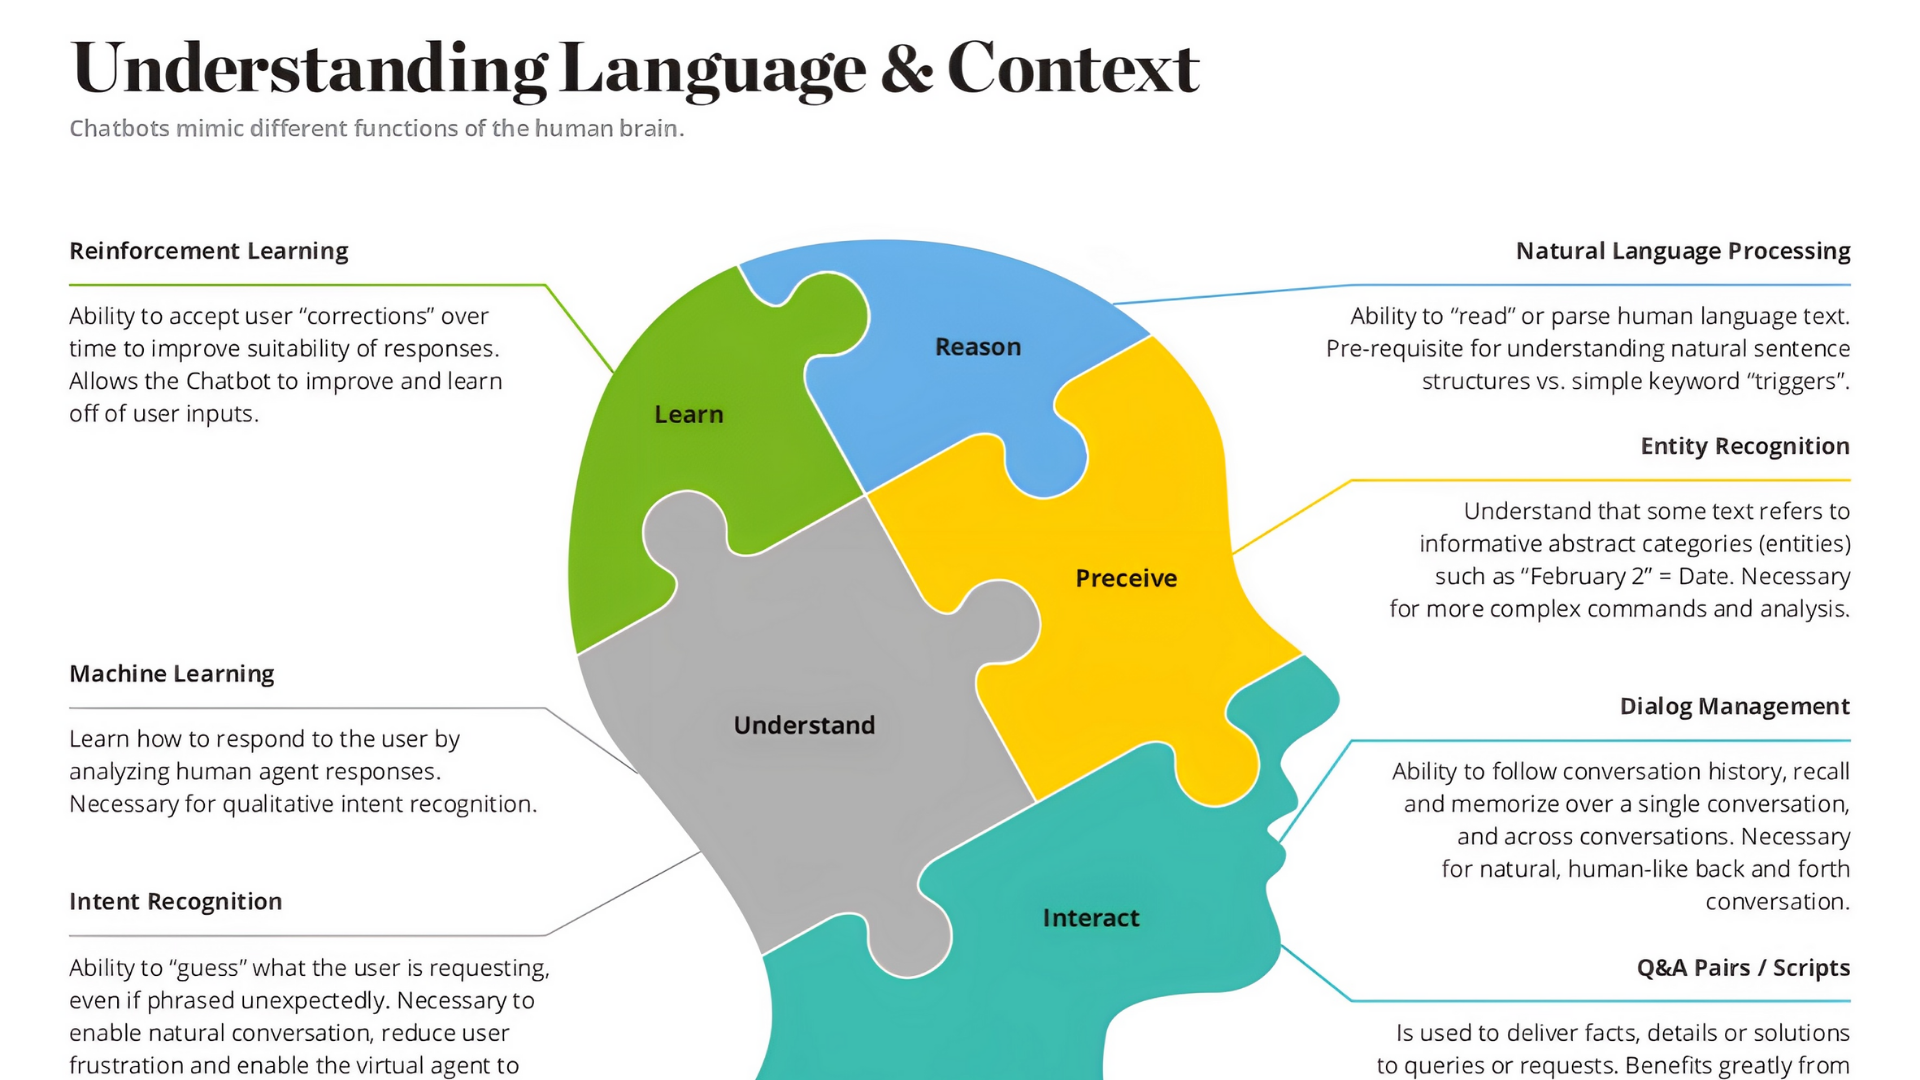 Understanding Language & Context
Chatbots mimic different functions of the human brain.
Reinforcement Learning
Ability to accept user “corrections” over
time to improve suitability of responses.
Allows the Chatbot to improve and learn
off of user inputs.
Machine Learning
Learn how to respond to the user by
analyzing human agent responses.
Necessary for qualitative intent recognition.
Intent Recognition
Ability to “guess” what the user is requesting,
even if phrased unexpectedly. Necessary to
enable natural conversation, reduce user
frustration and enable the virtual agent to
Learn
Reason
Preceive
Understand
Interact
Natural Language Processing
Ability to “read” or parse human language text.
Pre-requisite for understanding natural sentence
structures vs. simple keyword “triggers”.
Entity Recognition
Understand that some text refers to
informative abstract categories (entities)
such as “February 2” = Date. Necessary
for more complex commands and analysis.
Dialog Management
Ability to follow conversation history, recall
and memorize over a single conversation,
and across conversations. Necessary
for natural, human-like back and forth
conversation.
Q&A Pairs / Scripts
Is used to deliver facts, details or solutions
to queries or requests. Benefits greatly from